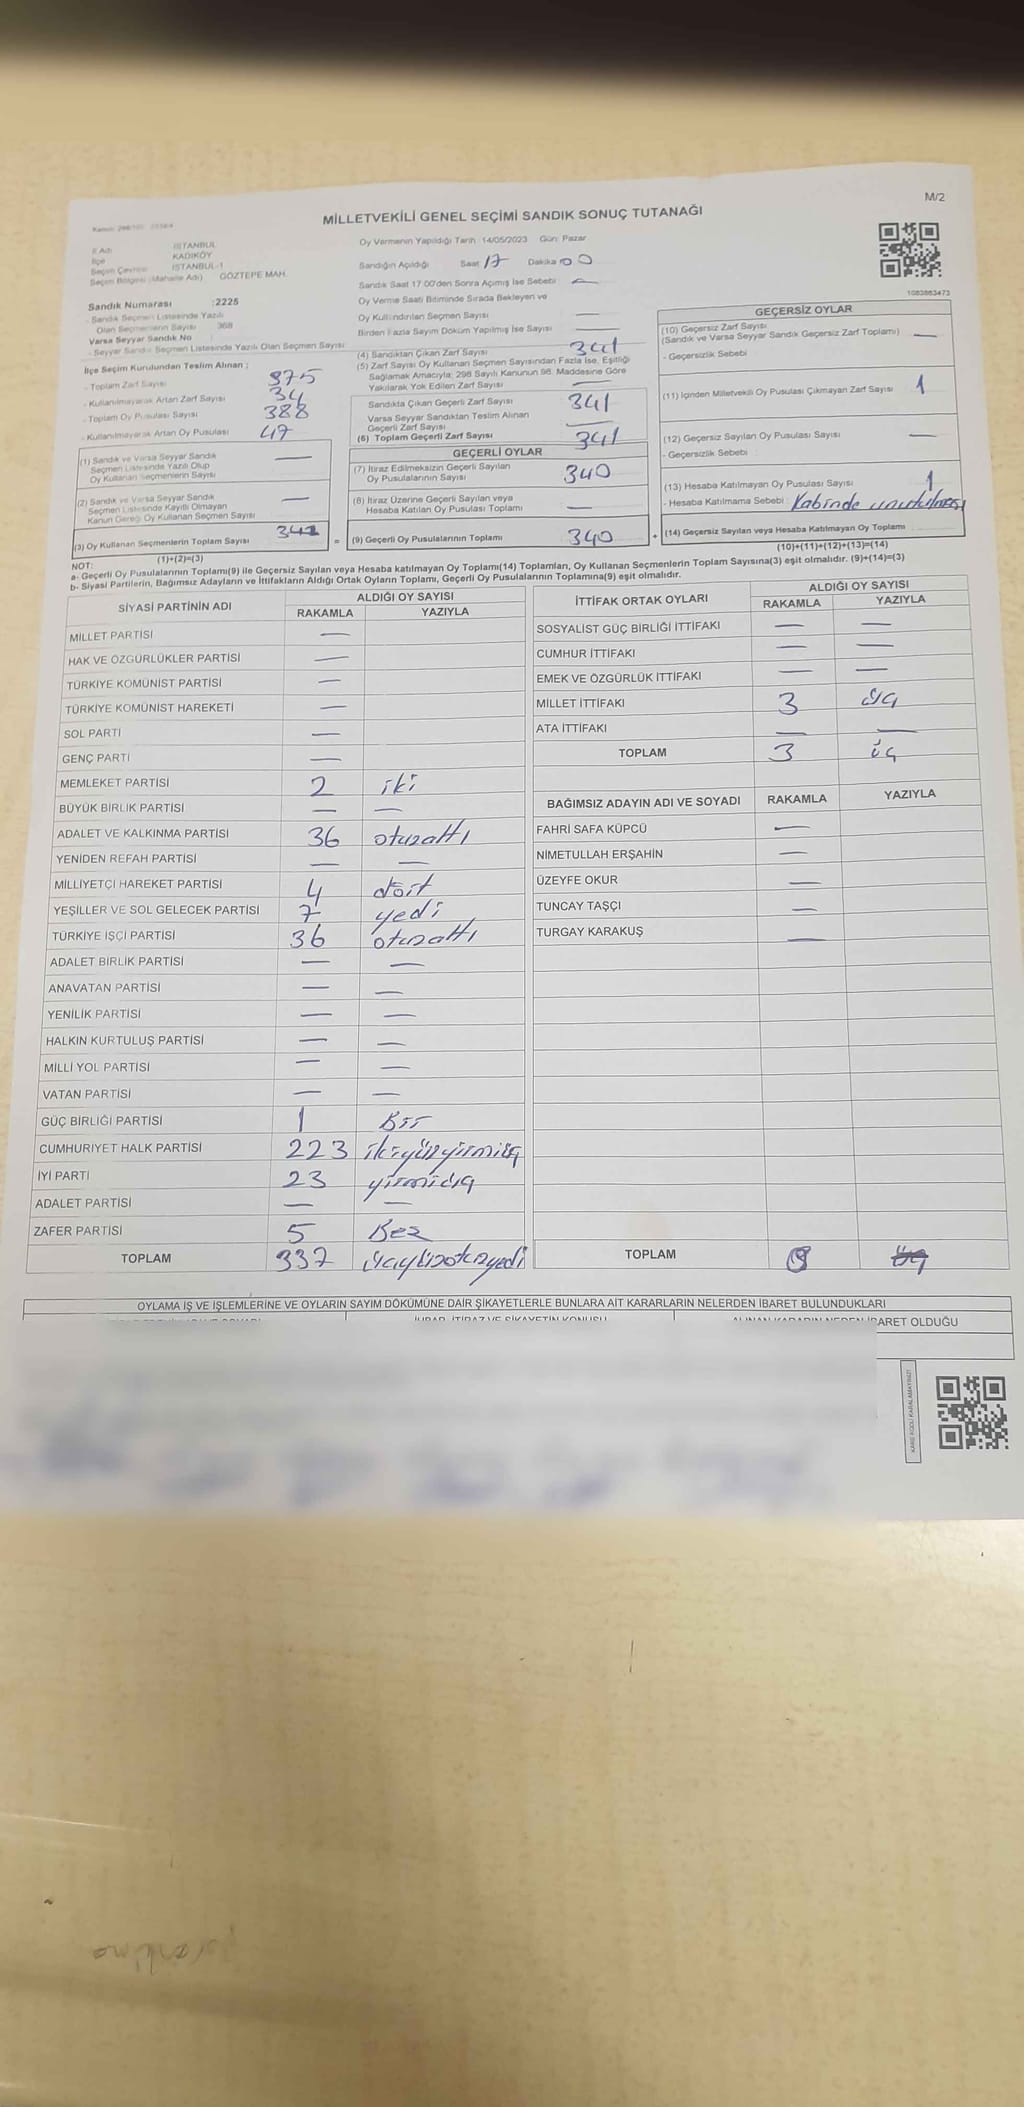 M/2
MİLLETVEKİLİ GENEL SEÇİMİ SANDIK SONUÇ TUTANAĞI
İl Adı İSTANBUL
İlçe KADIKÖY
Seçim Çevresi İSTANBUL-1
Seçim Bölgesi (Mahalle Adı) GÖZTEPE MAH.
Sandık Numarası :2225
- Sandık Seçmen Listesinde Yazılı
Olan Seçmenlerin Sayısı 368
Varsa Seyyar Sandık No
- Seyyar Sandık Seçmen Listesinde Yazılı Olan Seçmen Sayısı
İlçe Seçim Kurulundan Teslim Alınan ;
- Toplam Zarf Sayısı 375
- Kullanılmayarak Artan Zarf Sayısı 34
- Toplam Oy Pusulası Sayısı 388
- Kullanılmayarak Artan Oy Pusulası 47
(1) Sandık ve Varsa Seyyar Sandık
Seçmen Listesinde Yazılı Olup
Oy Kullanan Seçmenlerin Sayısı —
(2) Sandık ve Varsa Seyyar Sandık
Seçmen Listesinde Kayıtlı Olmayan
Kanun Gereği Oy Kullanan Seçmen Sayısı —
(3) Oy Kullanan Seçmenlerin Toplam Sayısı 341 =
(1)+(2)=(3)
Oy Vermenin Yapıldığı Tarih : 14/05/2023 Gün: Pazar
Sandığın Açıldığı Saat 17 Dakika 00
Sandık Saat 17.00'den Sonra Açımış İse Sebebi —
Oy Verme Saati Bitiminde Sırada Bekleyen ve
Oy Kullandırılan Seçmen Sayısı —
Birden Fazla Sayım Döküm Yapılmış İse Sayısı —
(4) Sandıktan Çıkan Zarf Sayısı 341
(5) Zarf Sayısı Oy Kullanan Seçmen Sayısından Fazla İse, Eşitliği
Sağlamak Amacıyla, 298 Sayılı Kanunun 98. Maddesine Göre
Yakılarak Yok Edilen Zarf Sayısı —
Sandıkta Çıkan Geçerli Zarf Sayısı 341
Varsa Seyyar Sandıktan Teslim Alınan
Geçerli Zarf Sayısı —
(6) Toplam Geçerli Zarf Sayısı 341
GEÇERLİ OYLAR
(7) İtiraz Edilmeksizin Geçerli Sayılan
Oy Pusulalarının Sayısı 340
(8) İtiraz Üzerine Geçerli Sayılan veya
Hesaba Katılan Oy Pusulası Toplamı —
(9) Geçerli Oy Pusulalarının Toplamı 340 +
1083863473
GEÇERSİZ OYLAR
(10) Geçersiz Zarf Sayısı
(Sandık ve Varsa Seyyar Sandık Geçersiz Zarf Toplamı) —
- Geçersizlik Sebebi
(11) İçinden Milletvekili Oy Pusulası Çıkmayan Zarf Sayısı 1
(12) Geçersiz Sayılan Oy Pusulası Sayısı —
- Geçersizlik Sebebi
(13) Hesaba Katılmayan Oy Pusulası Sayısı 1
- Hesaba Katılmama Sebebi : Kabinde unutulması
(14) Geçersiz Sayılan veya Hesaba Katılmayan Oy Toplamı
(10)+(11)+(12)+(13)=(14)
NOT:
a- Geçerli Oy Pusulalarının Toplamı(9) ile Geçersiz Sayılan veya Hesaba katılmayan Oy Toplamı(14) Toplamları, Oy Kullanan Seçmenlerin Toplam Sayısına(3) eşit olmalıdır. (9)+(14)=(3)
b- Siyasi Partilerin, Bağımsız Adayların ve İttifakların Aldığı Ortak Oyların Toplamı, Geçerli Oy Pusulalarının Toplamına(9) eşit olmalıdır.
SİYASİ PARTİNİN ADI ALDIĞI OY SAYISI
RAKAMLA YAZIYLA
MİLLET PARTİSİ —
HAK VE ÖZGÜRLÜKLER PARTİSİ —
TÜRKİYE KOMÜNİST PARTİSİ —
TÜRKİYE KOMÜNİST HAREKETİ —
SOL PARTİ —
GENÇ PARTİ —
MEMLEKET PARTİSİ 2 iki
BÜYÜK BİRLİK PARTİSİ — —
ADALET VE KALKINMA PARTİSİ 36 otuzaltı
YENİDEN REFAH PARTİSİ — —
MİLLİYETÇİ HAREKET PARTİSİ 4 dört
YEŞİLLER VE SOL GELECEK PARTİSİ 7 yedi
TÜRKİYE İŞÇİ PARTİSİ 36 otuzaltı
ADALET BİRLİK PARTİSİ — —
ANAVATAN PARTİSİ — —
YENİLİK PARTİSİ — —
HALKIN KURTULUŞ PARTİSİ — —
MİLLİ YOL PARTİSİ — —
VATAN PARTİSİ — —
GÜÇ BİRLİĞİ PARTİSİ 1 Bir
CUMHURİYET HALK PARTİSİ 223 ikiyüzyirmiüç
İYİ PARTİ 23 yirmiüç
ADALET PARTİSİ — —
ZAFER PARTİSİ 5 Beş
TOPLAM 337 üçyüzotuzyedi
İTTİFAK ORTAK OYLARI ALDIĞI OY SAYISI
RAKAMLA YAZIYLA
SOSYALİST GÜÇ BİRLİĞİ İTTİFAKI — —
CUMHUR İTTİFAKI — —
EMEK VE ÖZGÜRLÜK İTTİFAKI — —
MİLLET İTTİFAKI 3 üç
ATA İTTİFAKI — —
TOPLAM 3 üç
BAĞIMSIZ ADAYIN ADI VE SOYADI RAKAMLA YAZIYLA
FAHRİ SAFA KÜPCÜ —
NİMETULLAH ERŞAHİN —
ÜZEYFE OKUR —
TUNCAY TAŞÇI —
TURGAY KARAKUŞ —
TOPLAM
OYLAMA İŞ VE İŞLEMLERİNE VE OYLARIN SAYIM DÖKÜMÜNE DAİR ŞİKAYETLERLE BUNLARA AİT KARARLARIN NELERDEN İBARET BULUNDUKLARI